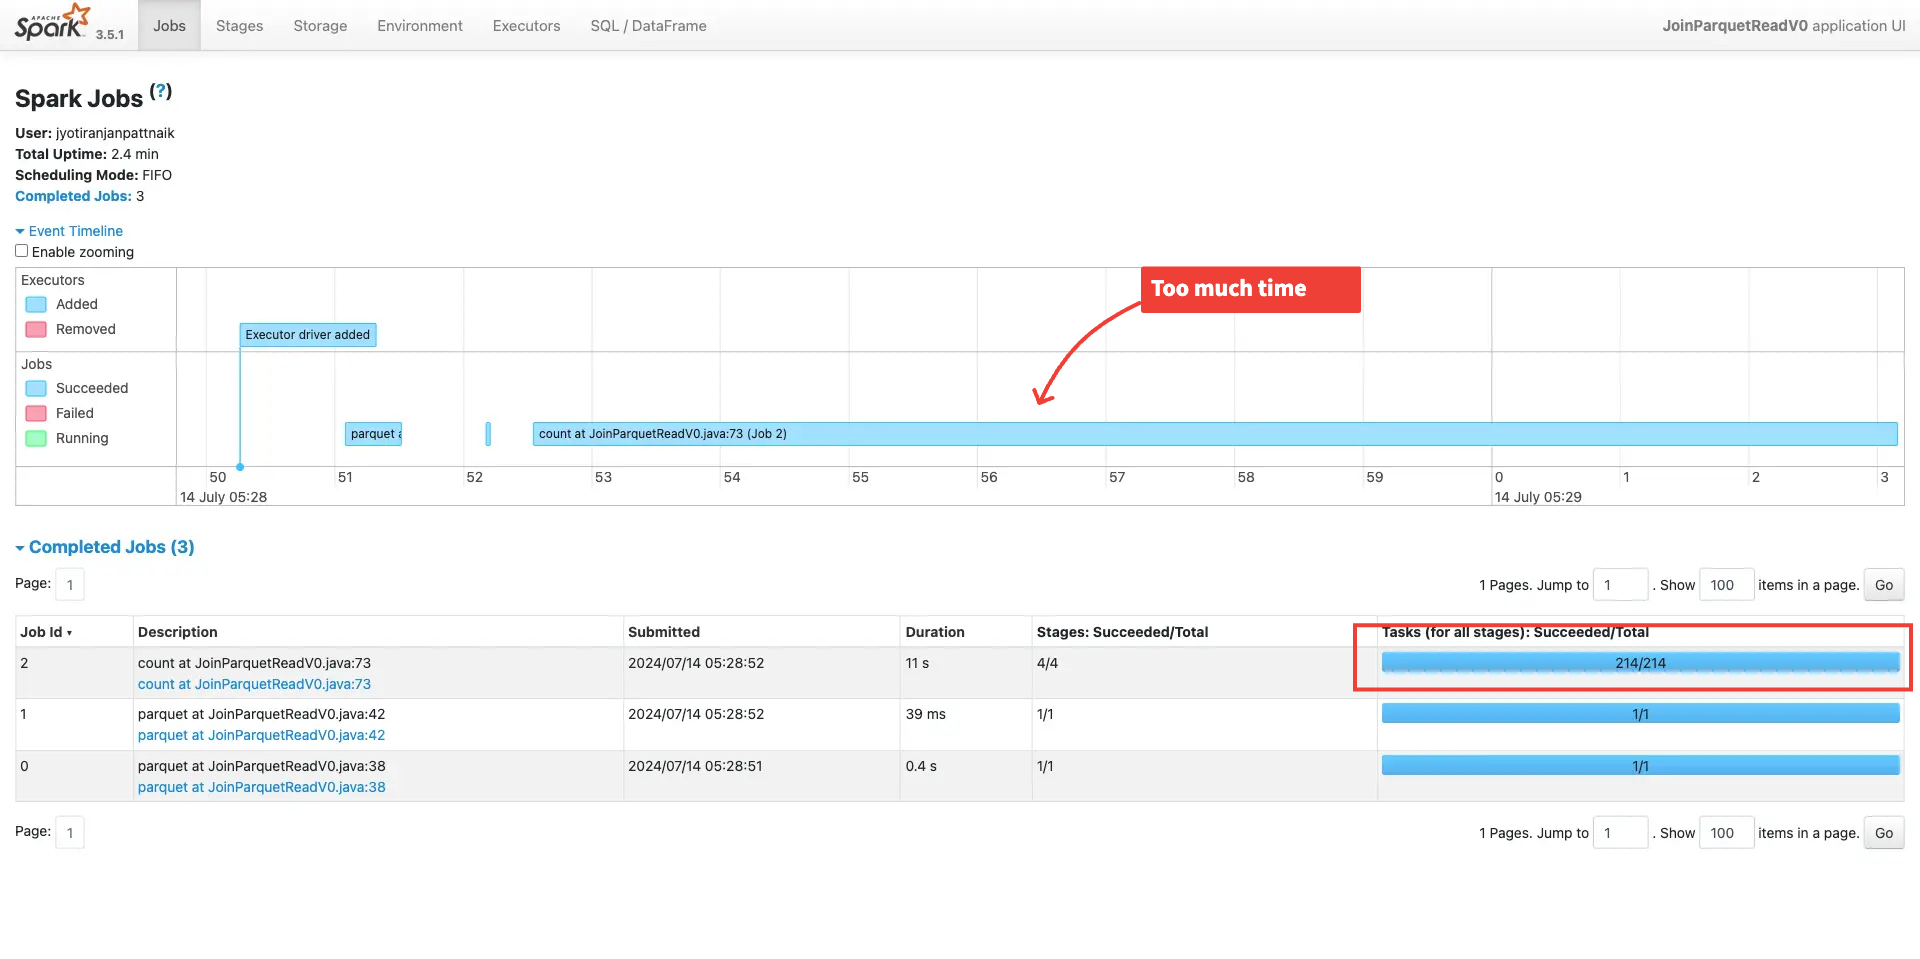 APACHE
Spark 3.5.1 Jobs Stages Storage Environment Executors SQL / DataFrame JoinParquetReadV0 application UI
Spark Jobs (?)
User: jyotiranjanpattnaik
Total Uptime: 2.4 min
Scheduling Mode: FIFO
Completed Jobs: 3
Event Timeline
Enable zooming
Executors
Added
Removed
Executor driver added
Too much time
Jobs
Succeeded
Failed
Running
parquet a
count at JoinParquetReadV0.java:73 (Job 2)
50 51 52 53 54 55 56 57 58 59 0 1 2 3
14 July 05:28 14 July 05:29
Completed Jobs (3)
Page: 1 1 Pages. Jump to 1 . Show 100 items in a page. Go
Job Id ▾ Description Submitted Duration Stages: Succeeded/Total Tasks (for all stages): Succeeded/Total
2 count at JoinParquetReadV0.java:73 2024/07/14 05:28:52 11 s 4/4 214/214
count at JoinParquetReadV0.java:73
1 parquet at JoinParquetReadV0.java:42 2024/07/14 05:28:52 39 ms 1/1 1/1
parquet at JoinParquetReadV0.java:42
0 parquet at JoinParquetReadV0.java:38 2024/07/14 05:28:51 0.4 s 1/1 1/1
parquet at JoinParquetReadV0.java:38
Page: 1 1 Pages. Jump to 1 . Show 100 items in a page. Go